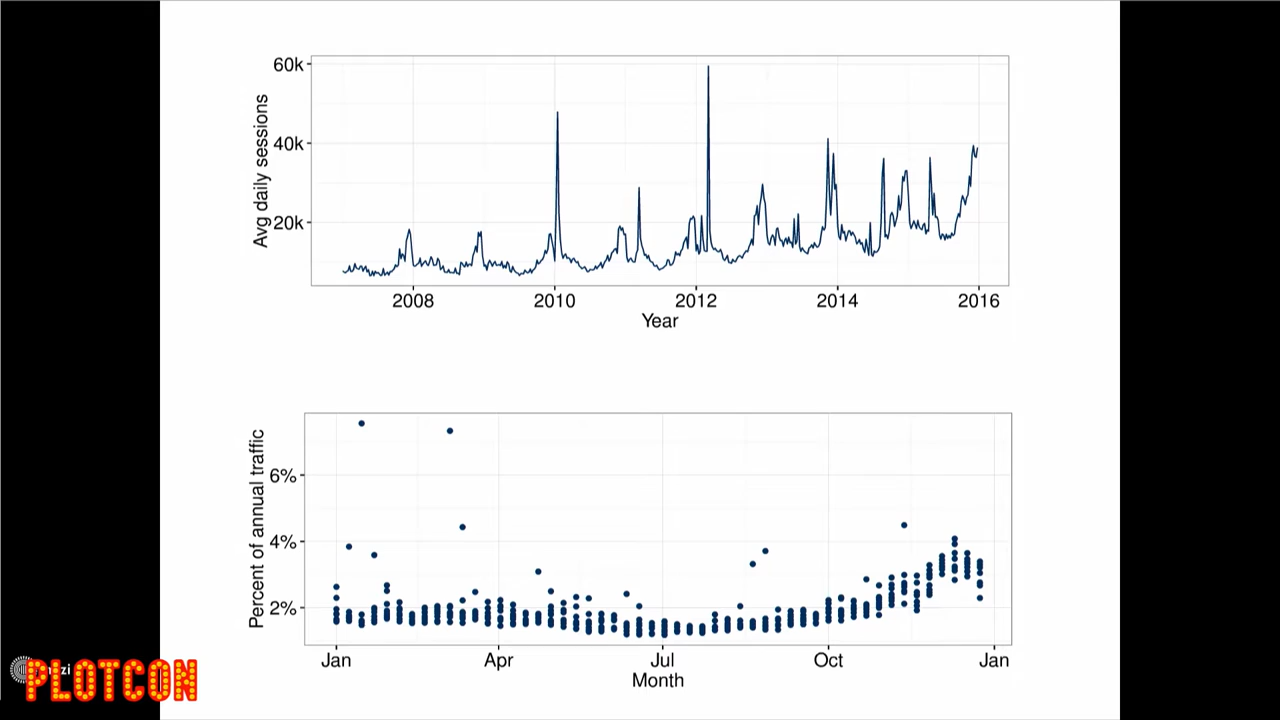 60k
40k
20k
Avg daily sessions
2008 2010 2012 2014 2016
Year
6%
4%
2%
Percent of annual traffic
Jan Apr Jul Oct Jan
Month
PLOTCON